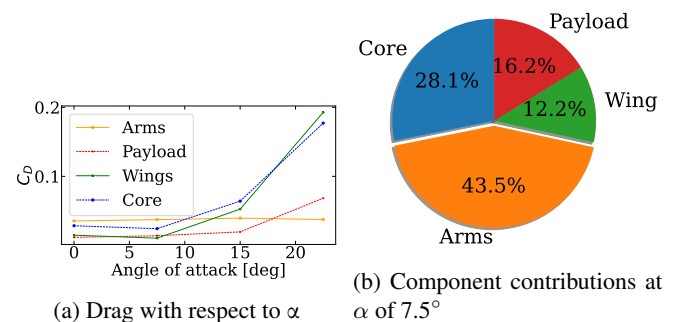 0.2
0.1
C_D
Arms
Payload
Wings
Core
0 5 10 15 20
Angle of attack [deg]
(a) Drag with respect to α
Payload
Core
16.2%
28.1%
Wing
12.2%
43.5%
Arms
(b) Component contributions at
α of 7.5°